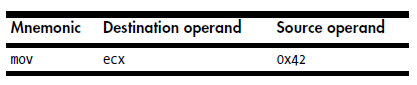 Mnemonic Destination operand Source operand
mov ecx 0x42